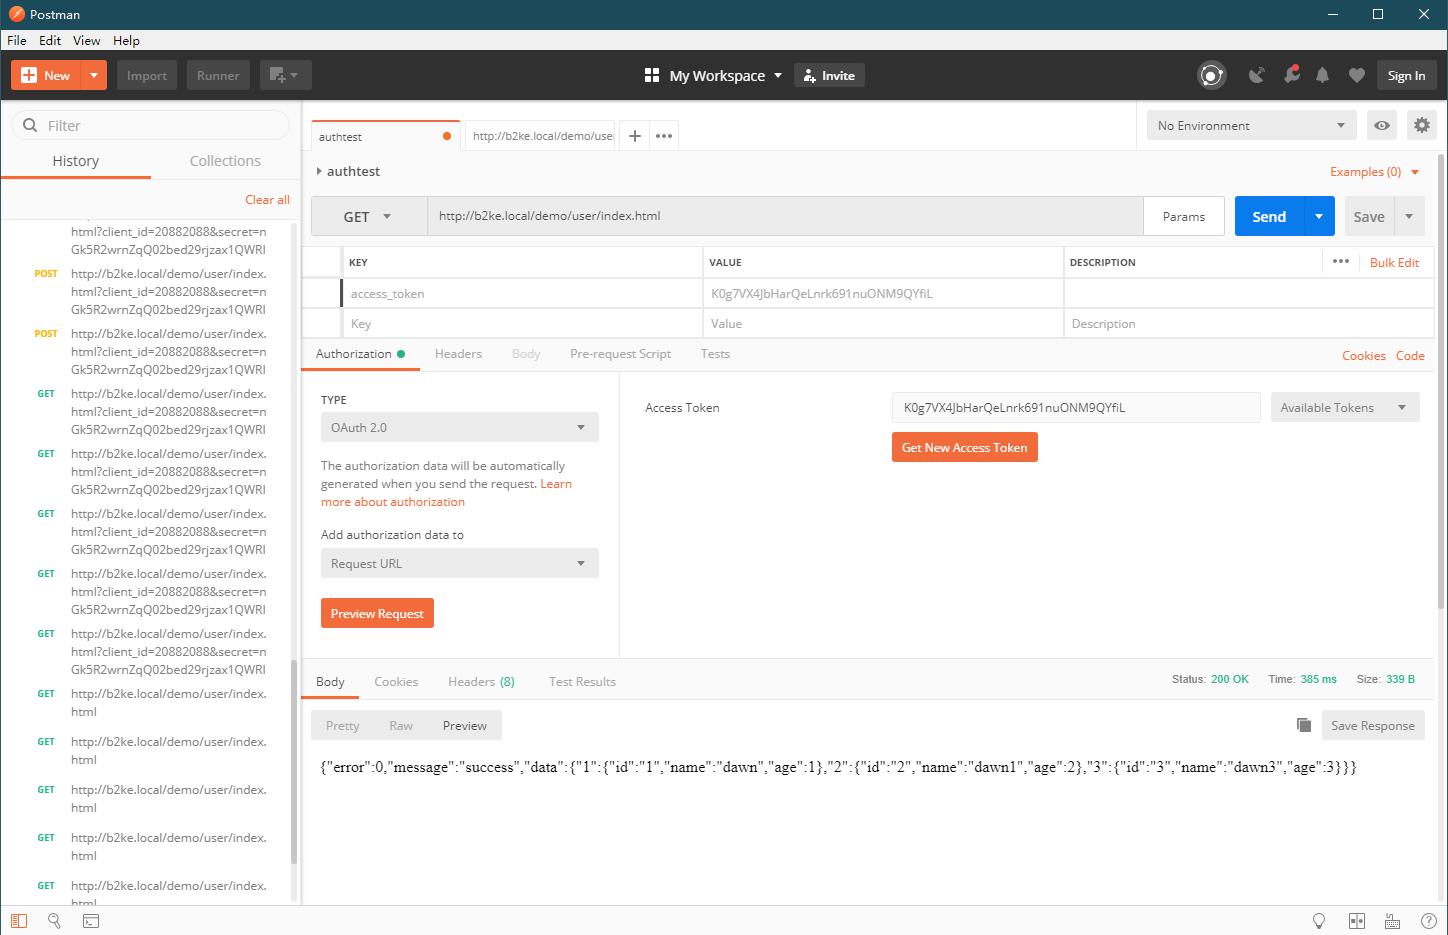 Postman
File Edit View Help
New Import Runner My Workspace Invite Sign In
Filter
History Collections
Clear all
html?client_id=20882088&secret=n
Gk5R2wrnZqQ02bed29rjzax1QWRI
POST http://b2ke.local/demo/user/index.
html?client_id=20882088&secret=n
Gk5R2wrnZqQ02bed29rjzax1QWRI
POST http://b2ke.local/demo/user/index.
html?client_id=20882088&secret=n
Gk5R2wrnZqQ02bed29rjzax1QWRI
GET http://b2ke.local/demo/user/index.
html?client_id=20882088&secret=n
Gk5R2wrnZqQ02bed29rjzax1QWRI
GET http://b2ke.local/demo/user/index.
html?client_id=20882088&secret=n
Gk5R2wrnZqQ02bed29rjzax1QWRI
GET http://b2ke.local/demo/user/index.
html?client_id=20882088&secret=n
Gk5R2wrnZqQ02bed29rjzax1QWRI
GET http://b2ke.local/demo/user/index.
html?client_id=20882088&secret=n
Gk5R2wrnZqQ02bed29rjzax1QWRI
GET http://b2ke.local/demo/user/index.
html?client_id=20882088&secret=n
Gk5R2wrnZqQ02bed29rjzax1QWRI
GET http://b2ke.local/demo/user/index.
html
GET http://b2ke.local/demo/user/index.
html
GET http://b2ke.local/demo/user/index.
html
GET http://b2ke.local/demo/user/index.
html
GET http://b2ke.local/demo/user/index.
html
authtest http://b2ke.local/demo/use
No Environment
authtest
Examples (0)
GET http://b2ke.local/demo/user/index.html Params Send Save
KEY VALUE DESCRIPTION Bulk Edit
access_token K0g7VX4JbHarQeLnrk691nuONM9QYfiL
Key Value Description
Authorization Headers Body Pre-request Script Tests Cookies Code
TYPE
OAuth 2.0
The authorization data will be automatically
generated when you send the request. Learn
more about authorization
Add authorization data to
Request URL
Preview Request
Access Token K0g7VX4JbHarQeLnrk691nuONM9QYfiL Available Tokens
Get New Access Token
Body Cookies Headers (8) Test Results Status: 200 OK Time: 385 ms Size: 339 B
Pretty Raw Preview Save Response
{"error":0,"message":"success","data":{"1":{"id":"1","name":"dawn","age":1},"2":{"id":"2","name":"dawn1","age":2},"3":{"id":"3","name":"dawn3","age":3}}}